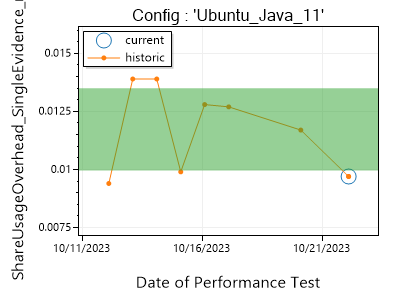 Config : 'Ubuntu_Java_11'
current
historic
0.015
0.0125
0.01
0.0075
10/11/2023
10/16/2023
10/21/2023
Date of Performance Test
ShareUsageOverhead_SingleEvidence_